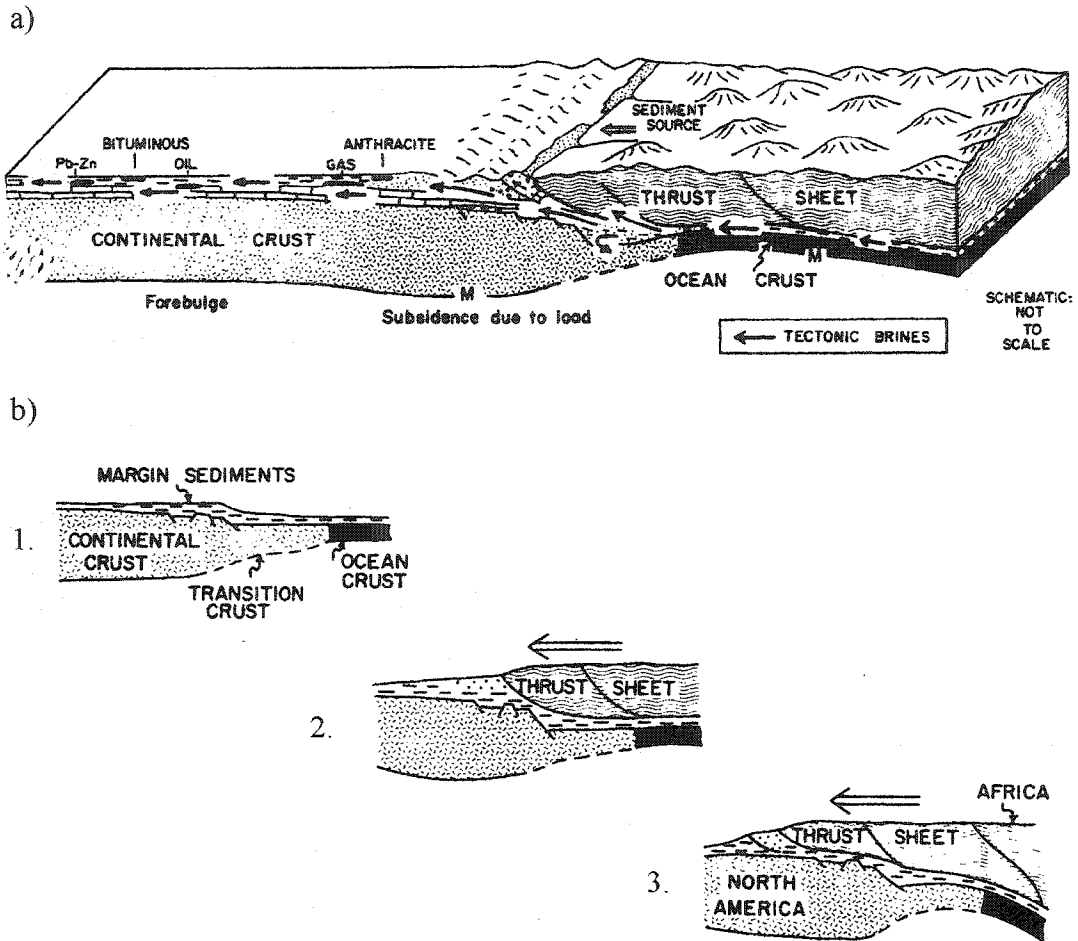 a)
SEDIMENT
SOURCE
BITUMINOUS
ANTHRACITE
Pb-Zn
OIL
GAS
THRUST SHEET
CONTINENTAL CRUST
M
OCEAN CRUST
M
Forebulge
Subsidence due to load
SCHEMATIC:
NOT
TO
SCALE
TECTONIC BRINES
b)
MARGIN SEDIMENTS
1.
CONTINENTAL
CRUST
OCEAN
CRUST
TRANSITION
CRUST
2.
THRUST SHEET
AFRICA
THRUST SHEET
3.
NORTH
AMERICA